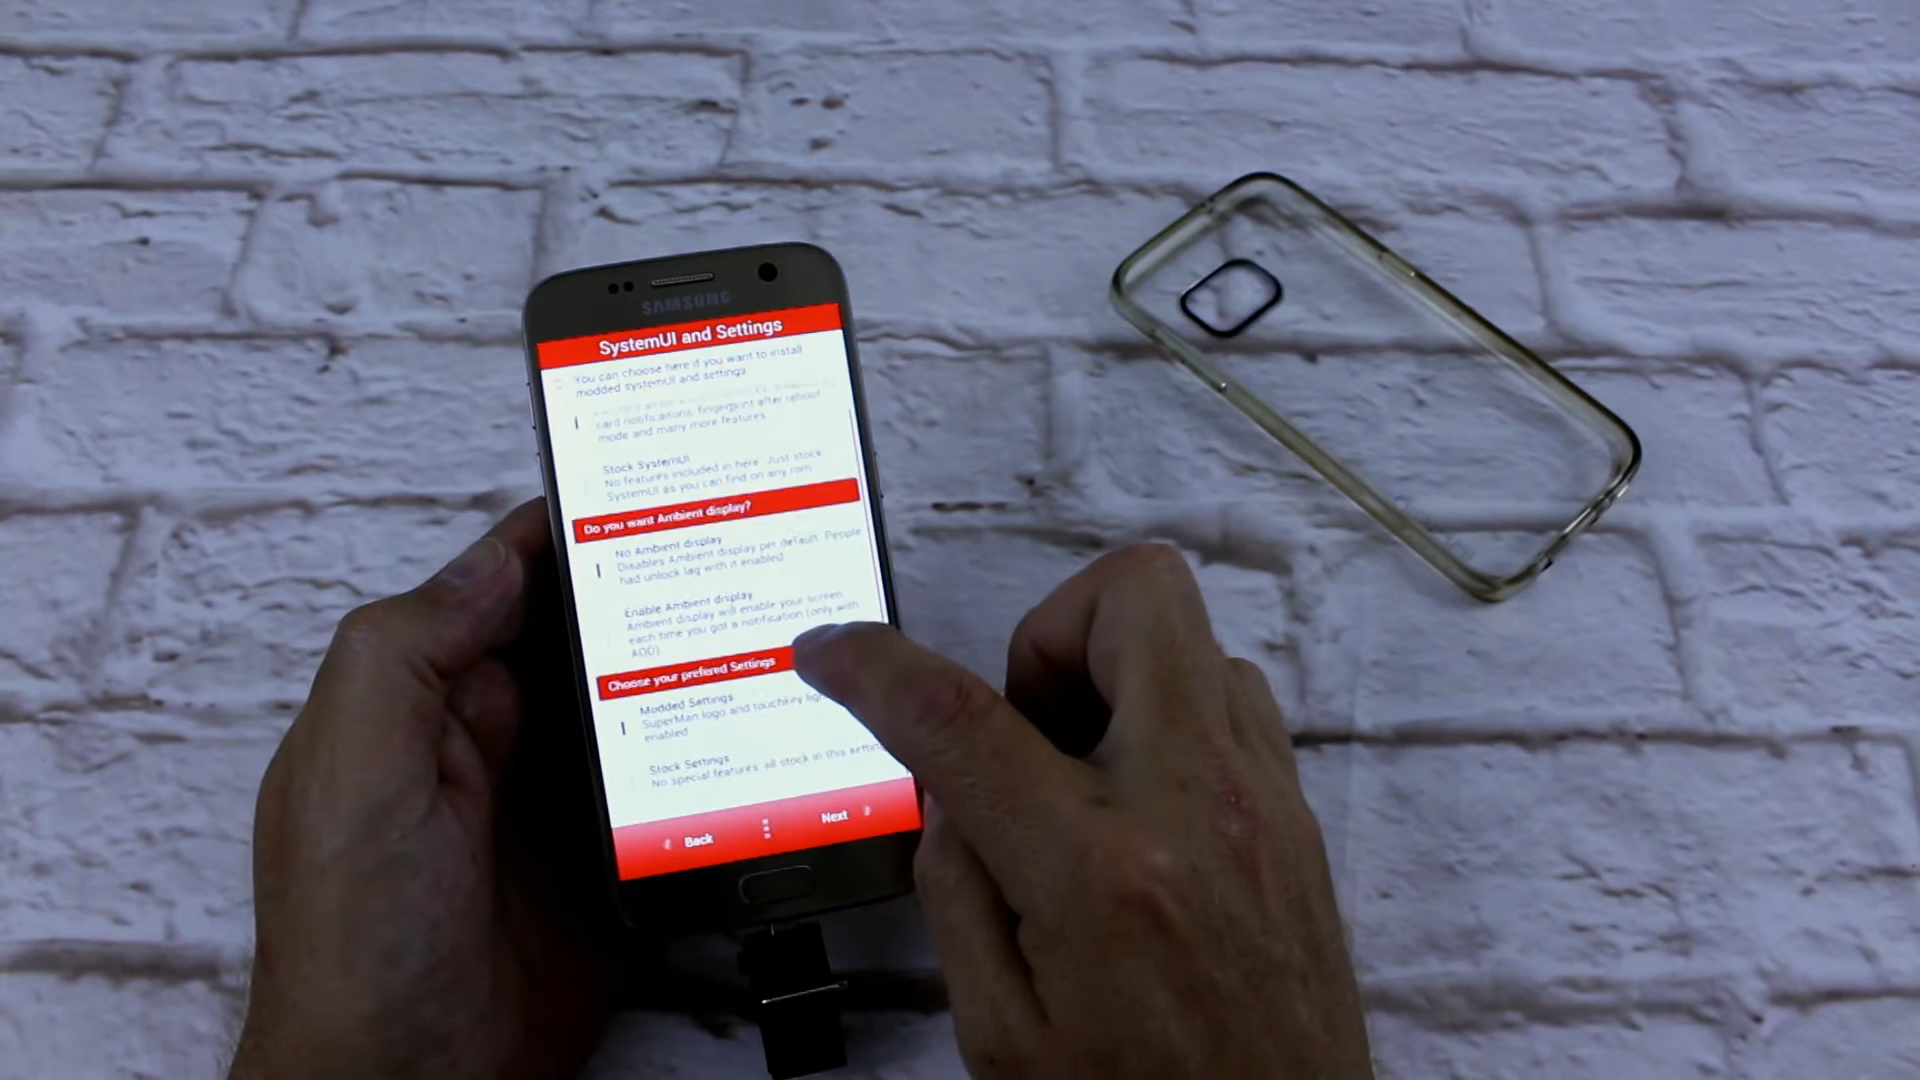 SAMSUNG
SystemUI and Settings
You can choose here if you want to install
modded systemUI and settings
card notificaitons, fingerprint after reboot
mode and many more features
Stock SystemUI
No features included in here. Just stock
SystemUI as you can find on any rom
Do you want Ambient display?
No Ambient display
Disables Ambient display per default. People
had unlock lag with it enabled
Enable Ambient display
Ambient display will enable your screen
each time you got a notification (only with
AOD)
Choose your prefered Settings
Modded Settings
SuperMan logo and touchkey
enabled
Stock Settings
No special features, all stock in this
Back
Next